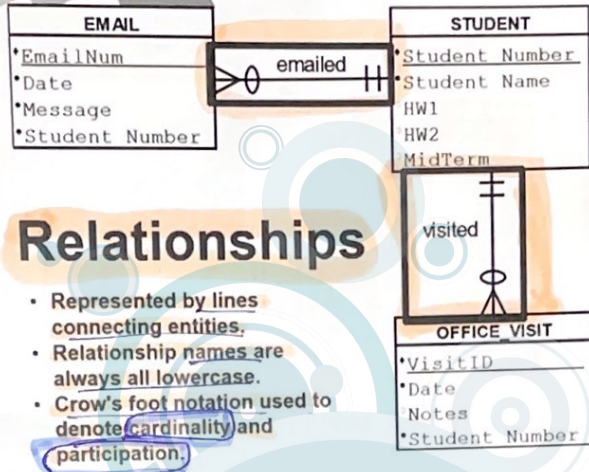 EMAIL
*EmailNum
*Date
*Message
*Student Number
emailed
STUDENT
*Student Number
*Student Name
HW1
HW2
MidTerm
visited
OFFICE_VISIT
*VisitID
*Date
Notes
*Student Number
Relationships
• Represented by lines
connecting entities.
• Relationship names are
always all lowercase.
• Crow's foot notation used to
denote cardinality and
participation.